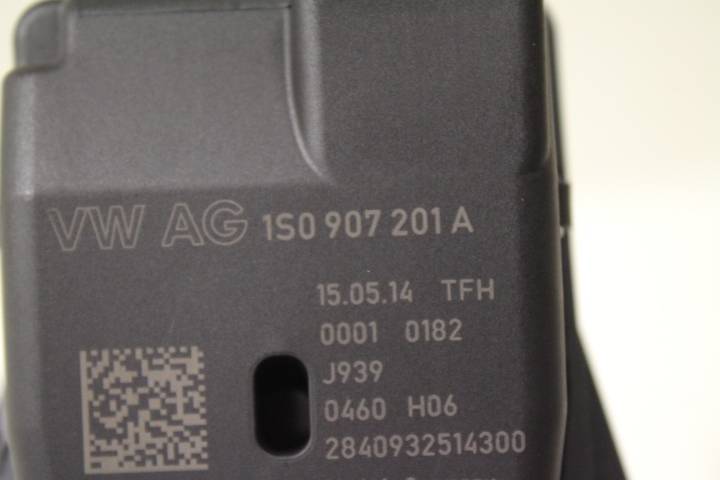 VW AG 1S0 907 201 A
15.05.14 TFH
0001 0182
J939
0460 H06
2840932514300